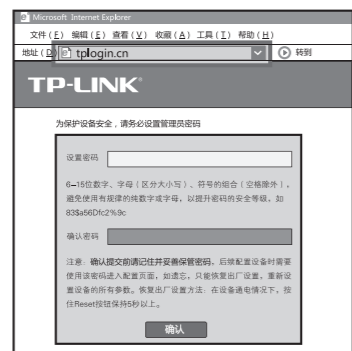 Microsoft Internet Explorer
文件(F) 编辑(E) 查看(V) 收藏(A) 工具(T) 帮助(H)
地址(D) tplogin.cn 转到
TP-LINK®
为保护设备安全，请务必设置管理员密码
设置密码
6—15位数字、字母（区分大小写）、符号的组合（空格除外），
避免使用有规律的纯数字或字母，以提升密码的安全等级，如
83$a56Dfc2%9c
确认密码
注意：确认提交前请记住并妥善保管密码，后续配置设备时需要
使用该密码进入配置页面，如遗忘，只能恢复出厂设置，重新设
置设备的所有参数。恢复出厂设置方法：在设备通电情况下，按
住Reset按钮保持5秒以上。
确认